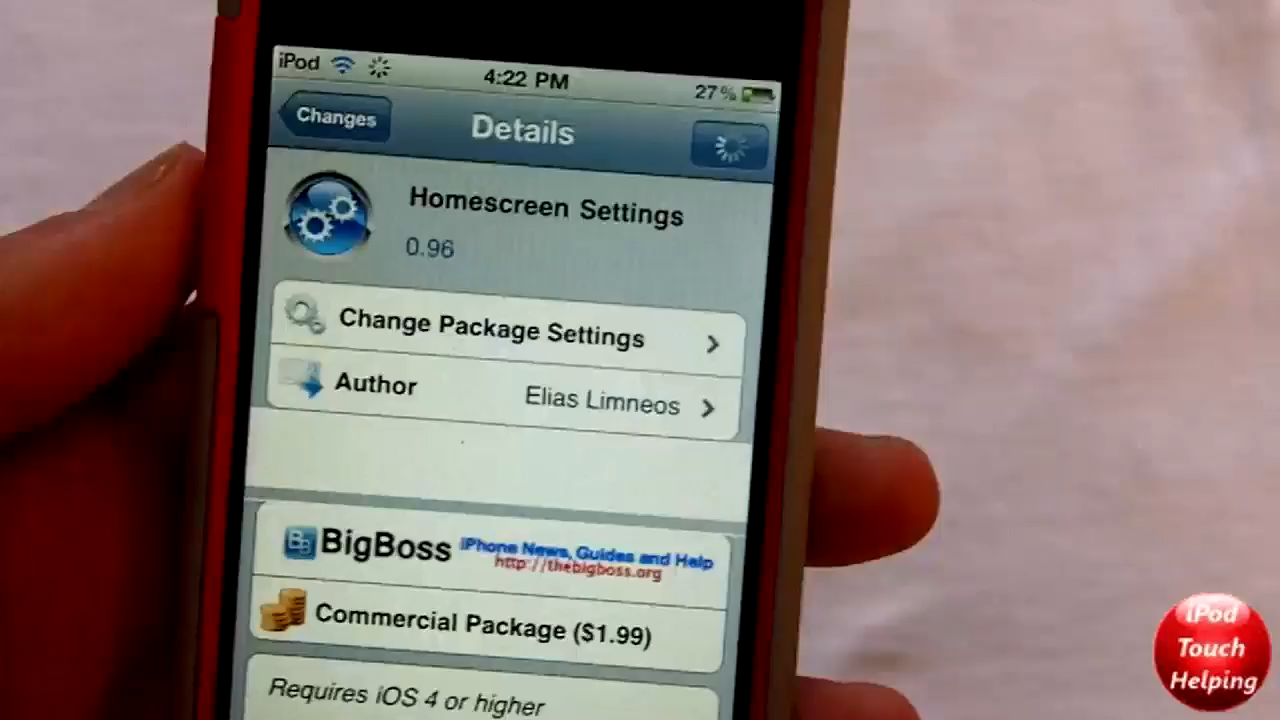 iPod 4:22 PM 27%
Changes Details
Homescreen Settings
0.96
Change Package Settings
Author Elias Limneos
BB BigBoss iPhone News, Guides and Help
http://thebigboss.org
Commercial Package ($1.99)
Requires iOS 4 or higher
iPod
Touch
Helping